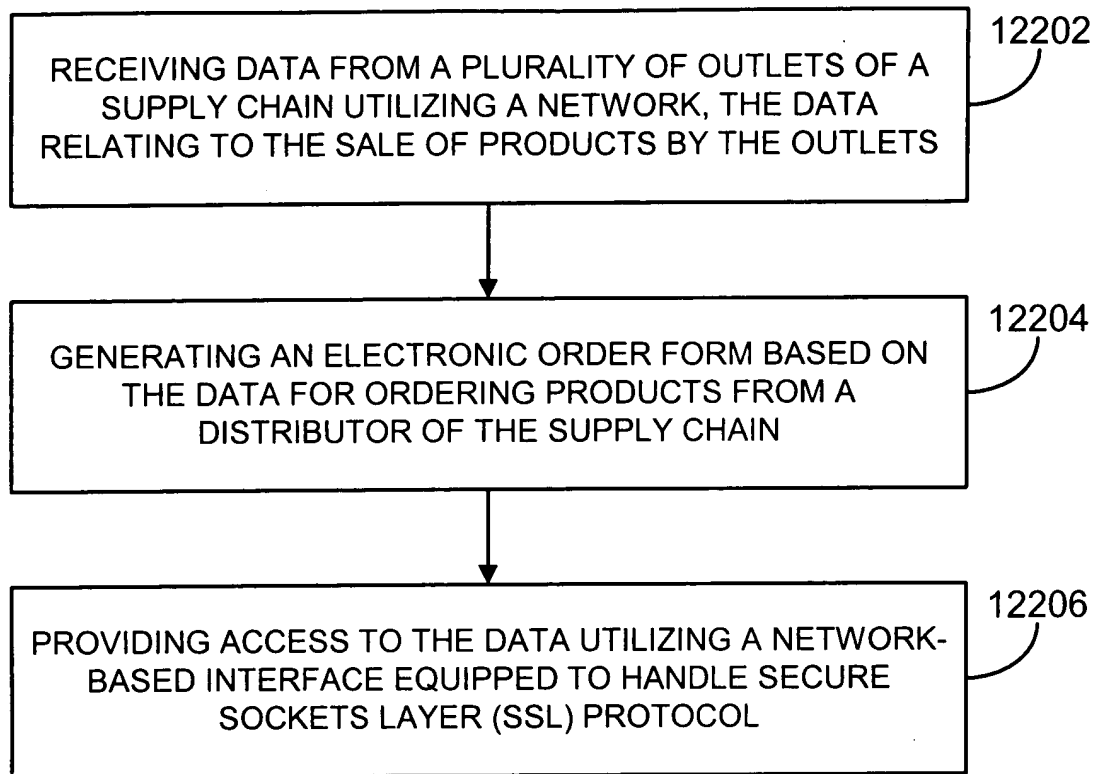 12202
RECEIVING DATA FROM A PLURALITY OF OUTLETS OF A
SUPPLY CHAIN UTILIZING A NETWORK, THE DATA
RELATING TO THE SALE OF PRODUCTS BY THE OUTLETS
12204
GENERATING AN ELECTRONIC ORDER FORM BASED ON
THE DATA FOR ORDERING PRODUCTS FROM A
DISTRIBUTOR OF THE SUPPLY CHAIN
12206
PROVIDING ACCESS TO THE DATA UTILIZING A NETWORK-
BASED INTERFACE EQUIPPED TO HANDLE SECURE
SOCKETS LAYER (SSL) PROTOCOL